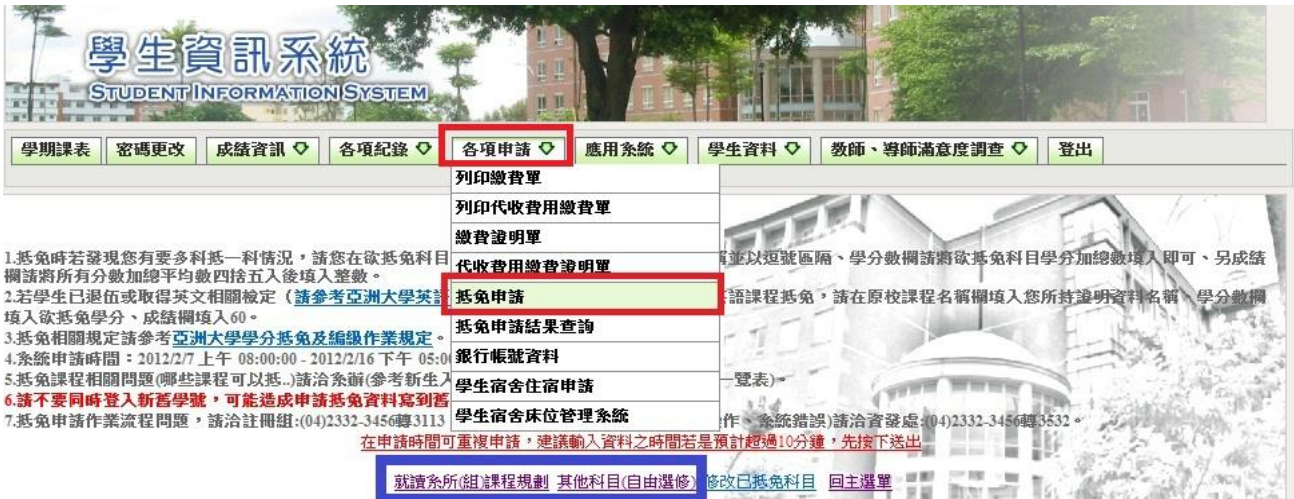 學生資訊系統
STUDENT INFORMATION SYSTEM
學期課表 密碼更改 成績資訊 各項紀錄 各項申請 應用系統 學生資料 教師、導師滿意度調查 登出
列印繳費單
列印代收費用繳費單
繳費證明單
代收費用繳費證明單
抵免申請
抵免申請結果查詢
銀行帳號資料
學生宿舍住宿申請
學生宿舍床位管理系統
1.抵免時若發現您有要多科抵一科情況，請您在欲抵免科目 並以逗號區隔、學分數欄請將欲抵免科目學分加總數填入即可、另成績
欄請將所有分數加總平均數四捨五入後填入整數。
2.若學生已退伍或取得英文相關檢定（請參考亞洲大學英 語課程抵免，請在原校課程名稱欄填入您所持證明資料名稱、學分數欄
填入欲抵免學分、成績欄填入60。
3.抵免相關規定請參考亞洲大學學分抵免及編級作業規定。
4.系統申請時間：2012/2/7 上午 08:00:00 - 2012/2/16 下午 05:0
5.抵免課程相關問題(哪些課程可以抵..)請洽系辦(參考新生入 一覽表)。
6.請不要同時登入新舊學號，可能造成申請抵免資料寫到舊
7.抵免申請作業流程問題，請洽註冊組:(04)2332-3456轉3113 作、系統錯誤)請洽資發處:(04)2332-3456轉3532。
在申請時間可重複申請，建議輸入資料之時間若是預計超過10分鐘，先按下送出
就讀系所(組)課程規劃 其他科目(自由選修) 修改已抵免科目 回主選單